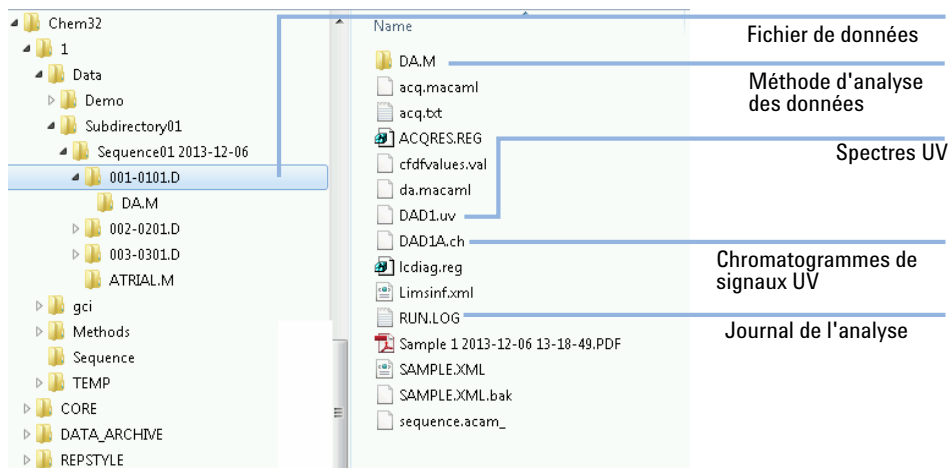 Chem32
1
Data
Demo
Subdirectory01
Sequence01 2013-12-06
001-0101.D
DA.M
002-0201.D
003-0301.D
ATRIAL.M
gci
Methods
Sequence
TEMP
CORE
DATA_ARCHIVE
REPSTYLE
Name
DA.M
acq.macaml
acq.txt
ACQRES.REG
cfdfvalues.val
da.macaml
DAD1.uv
DAD1A.ch
lcdiag.reg
Limsinf.xml
RUN.LOG
Sample 1 2013-12-06 13-18-49.PDF
SAMPLE.XML
SAMPLE.XML.bak
sequence.acam_
Fichier de données
Méthode d'analyse
des données
Spectres UV
Chromatogrammes de
signaux UV
Journal de l'analyse